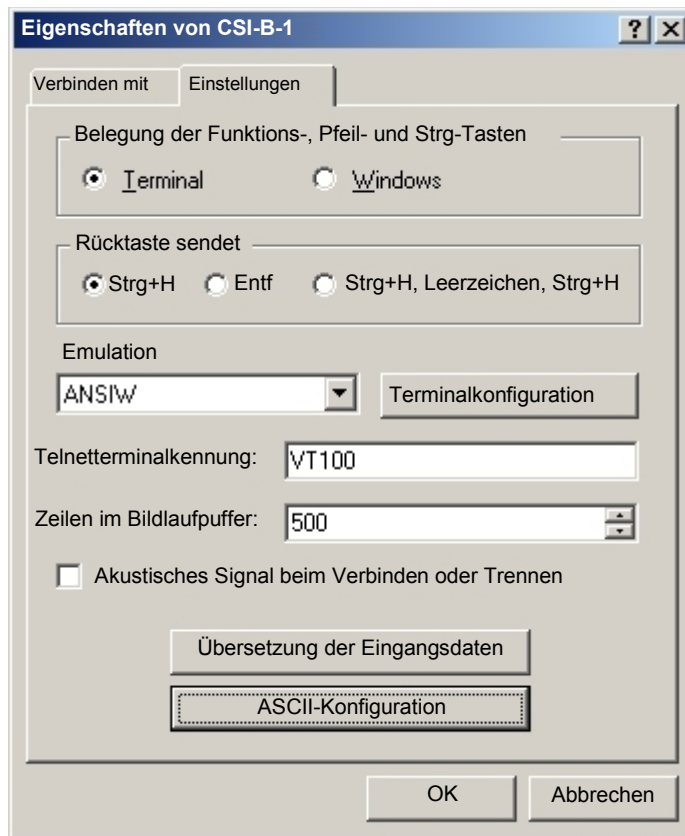 Eigenschaften von CSI-B-1
Verbinden mit Einstellungen
Belegung der Funktions-, Pfeil- und Strg-Tasten
Terminal Windows
Rücktaste sendet
Strg+H Entf Strg+H, Leerzeichen, Strg+H
Emulation
ANSIW Terminalkonfiguration
Telnetterminalkennung: VT100
Zeilen im Bildlaufpuffer: 500
Akustisches Signal beim Verbinden oder Trennen
Übersetzung der Eingangsdaten
ASCII-Konfiguration
OK Abbrechen